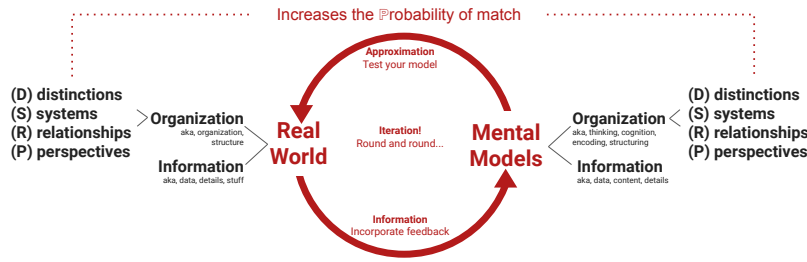 Increases the ℙrobability of match
Approximation
Test your model
(D) distinctions
(S) systems
(R) relationships
(P) perspectives
Organization
aka, organization,
structure
Information
aka, data, details, stuff
Real
World
Iteration!
Round and round...
Mental
Models
Organization
aka, thinking, cognition,
encoding, structuring
Information
aka, data, content, details
(D) distinctions
(S) systems
(R) relationships
(P) perspectives
Information
Incorporate feedback